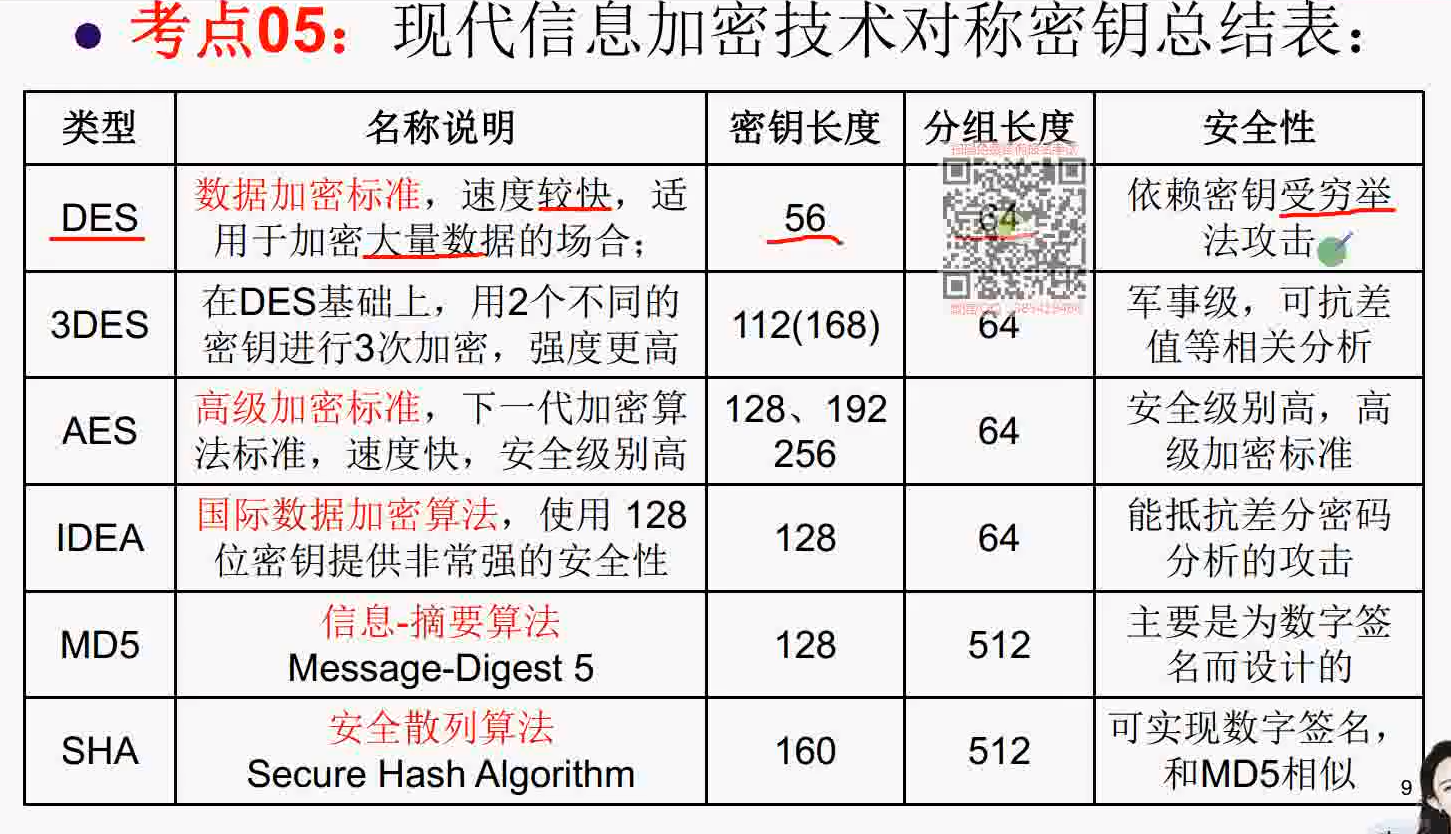 • 考点05：现代信息加密技术对称密钥总结表：
类型 名称说明 密钥长度 分组长度 安全性
DES
数据加密标准，速度较快，适
用于加密大量数据的场合；
56
64
依赖密钥受穷举
法攻击
3DES
在DES基础上，用2个不同的
密钥进行3次加密，强度更高
112(168)
64
军事级，可抗差
值等相关分析
AES
高级加密标准，下一代加密算
法标准，速度快，安全级别高
128、192
256
64
安全级别高，高
级加密标准
IDEA
国际数据加密算法，使用 128
位密钥提供非常强的安全性
128
64
能抵抗差分密码
分析的攻击
MD5
信息-摘要算法
Message-Digest 5
128
512
主要是为数字签
名而设计的
SHA
安全散列算法
Secure Hash Algorithm
160
512
可实现数字签名，
和MD5相似
9